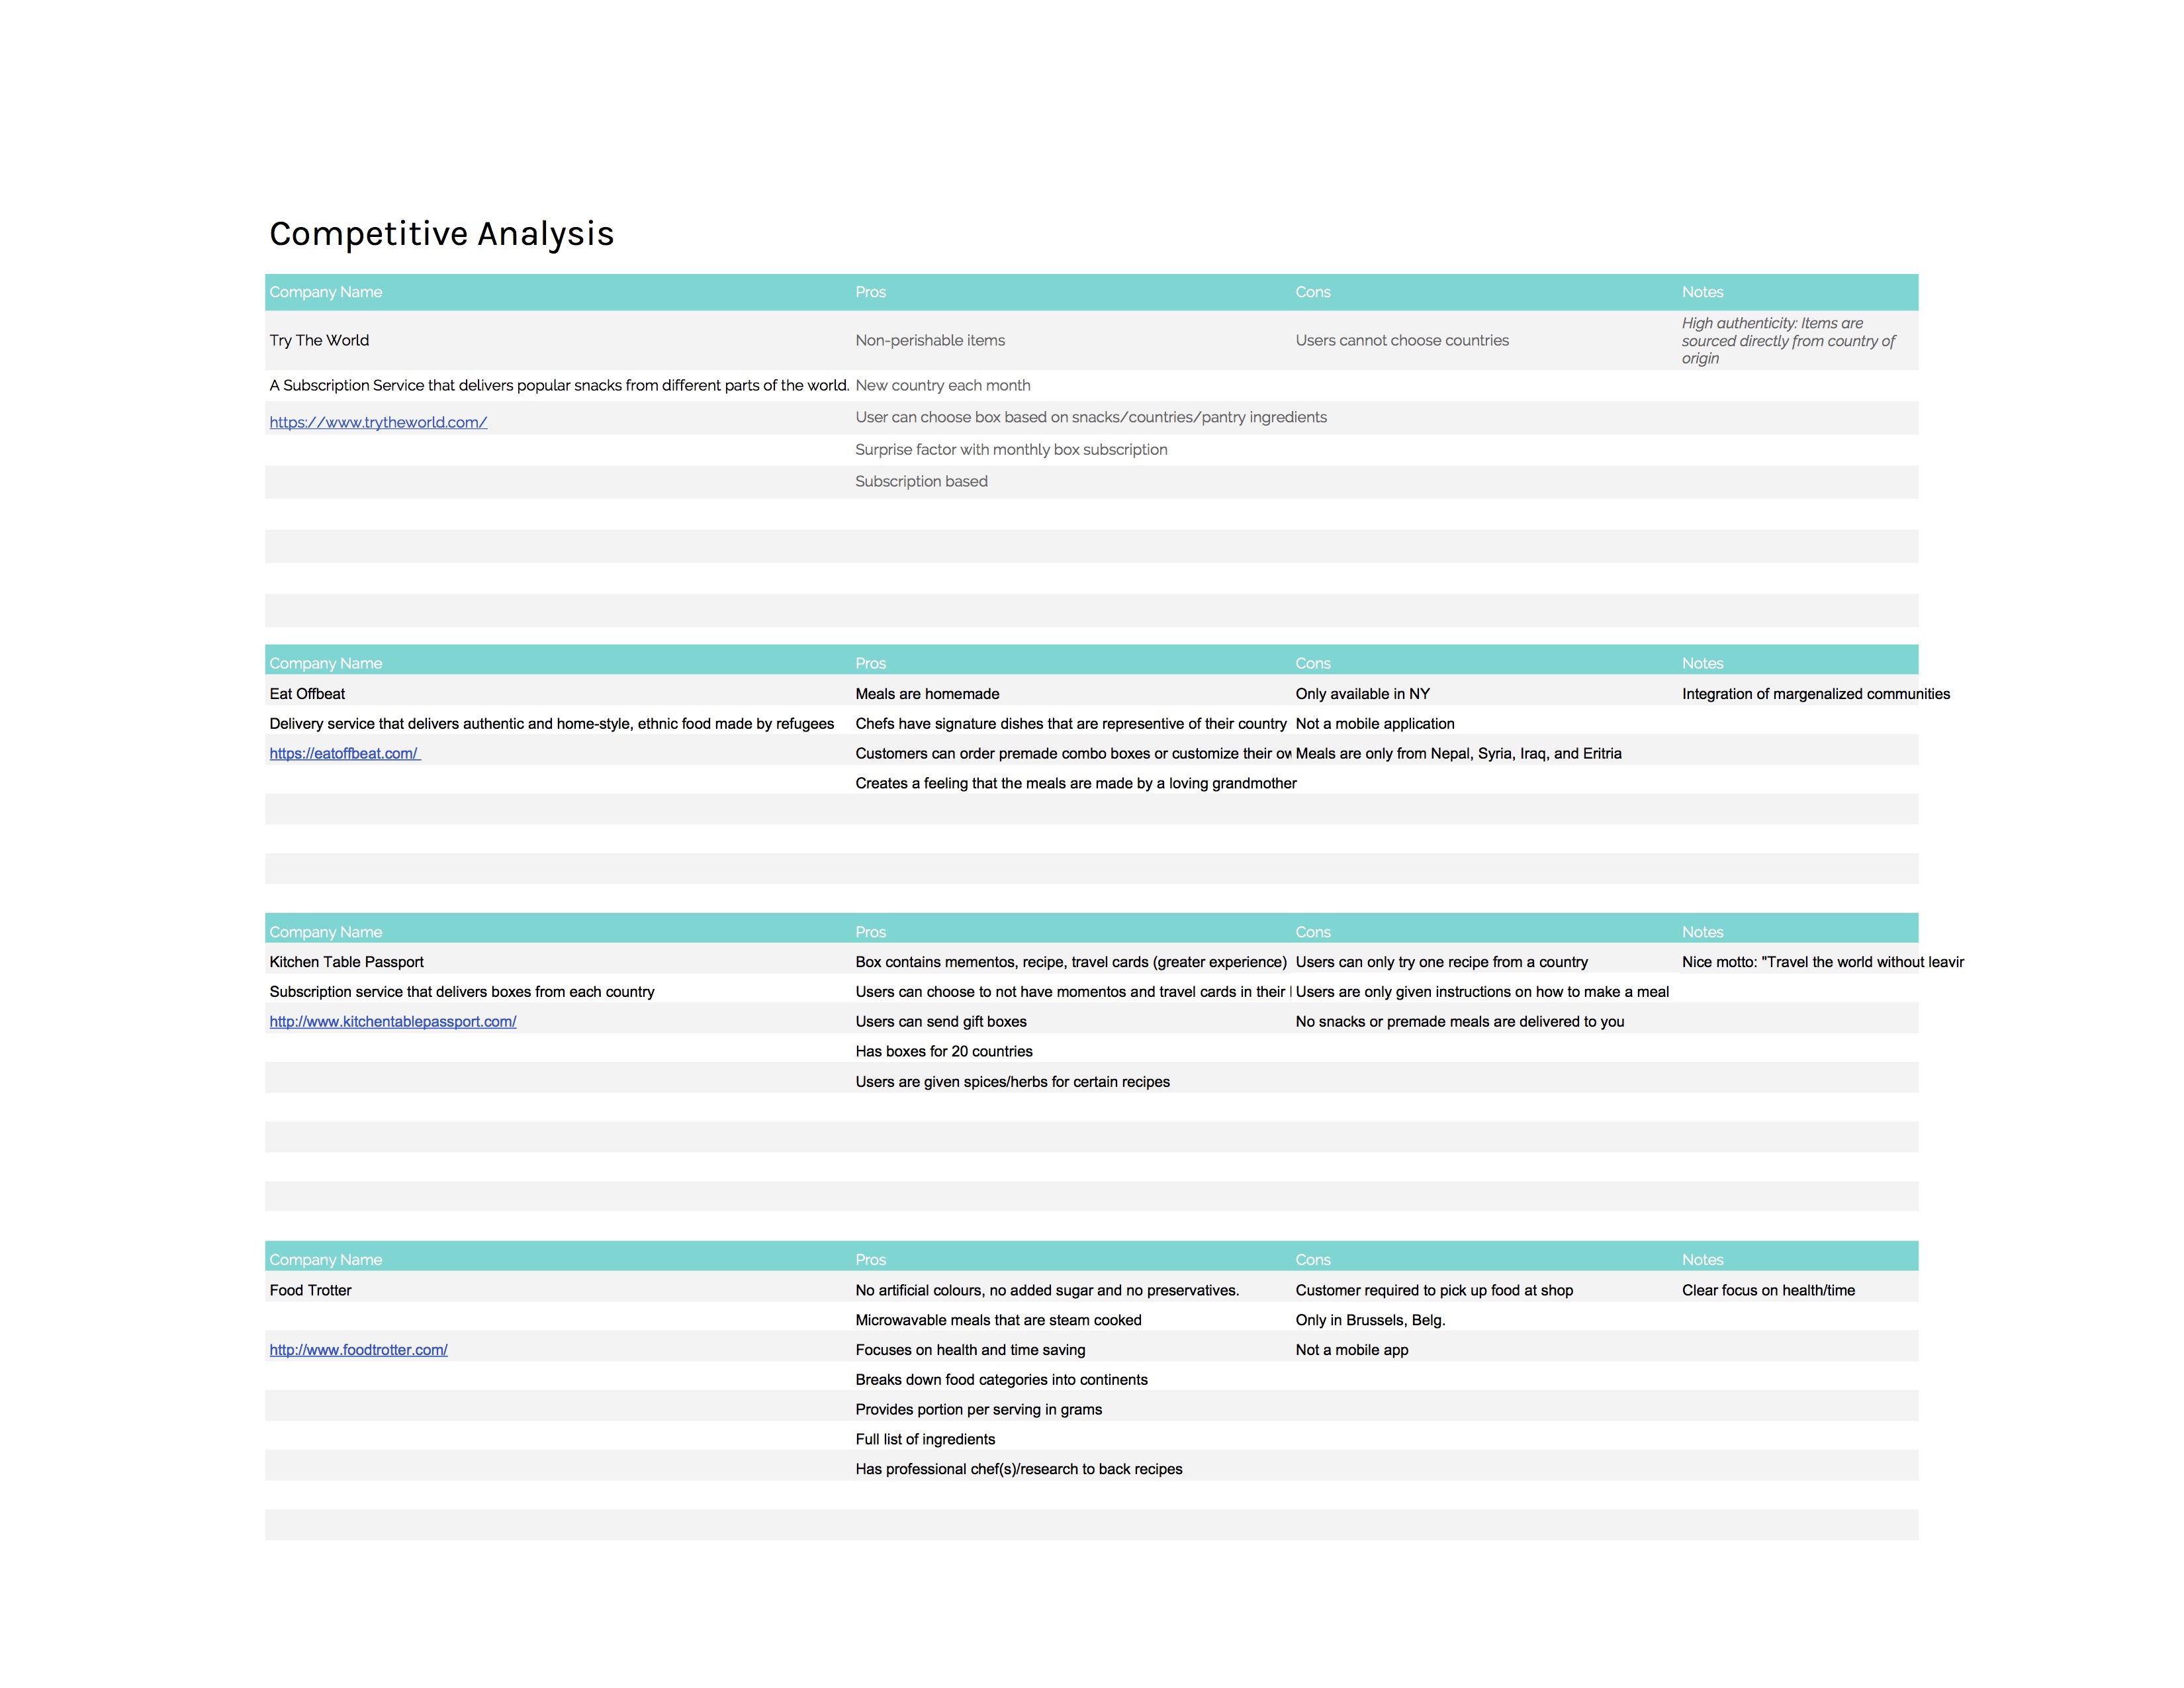 Competitive Analysis
Company Name Pros Cons Notes
Try The World Non-perishable items Users cannot choose countries High authenticity: Items are
sourced directly from country of
origin
A Subscription Service that delivers popular snacks from different parts of the world. New country each month
https://www.trytheworld.com/ User can choose box based on snacks/countries/pantry ingredients
Surprise factor with monthly box subscription
Subscription based
Company Name Pros Cons Notes
Eat Offbeat Meals are homemade Only available in NY Integration of margenalized communities
Delivery service that delivers authentic and home-style, ethnic food made by refugees Chefs have signature dishes that are representative of their country Not a mobile application
https://eatoffbeat.com/ Customers can order premade combo boxes or customize their Meals are only from Nepal, Syria, Iraq, and Eritria
Creates a feeling that the meals are made by a loving grandmother
Company Name Pros Cons Notes
Kitchen Table Passport Box contains mementos, recipe, travel cards (greater experience) Users can only try one recipe from a country Nice motto: "Travel the world without
Subscription service that delivers boxes from each country Users can choose to not have momentos and travel cards in their Users are only given instructions on how to make a meal
http://www.kitchentablepassport.com/ Users can send gift boxes No snacks or premade meals are delivered to you
Has boxes for 20 countries
Users are given spices/herbs for certain recipes
Company Name Pros Cons Notes
Food Trotter No artificial colours, no added sugar and no preservatives. Customer required to pick up food at shop Clear focus on health/time
Microwavable meals that are steam cooked Only in Brussels, Belg.
http://www.foodtrotter.com/ Focuses on health and time saving Not a mobile app
Breaks down food categories into continents
Provides portion per serving in grams
Full list of ingredients
Has professional chef(s)/research to back recipes